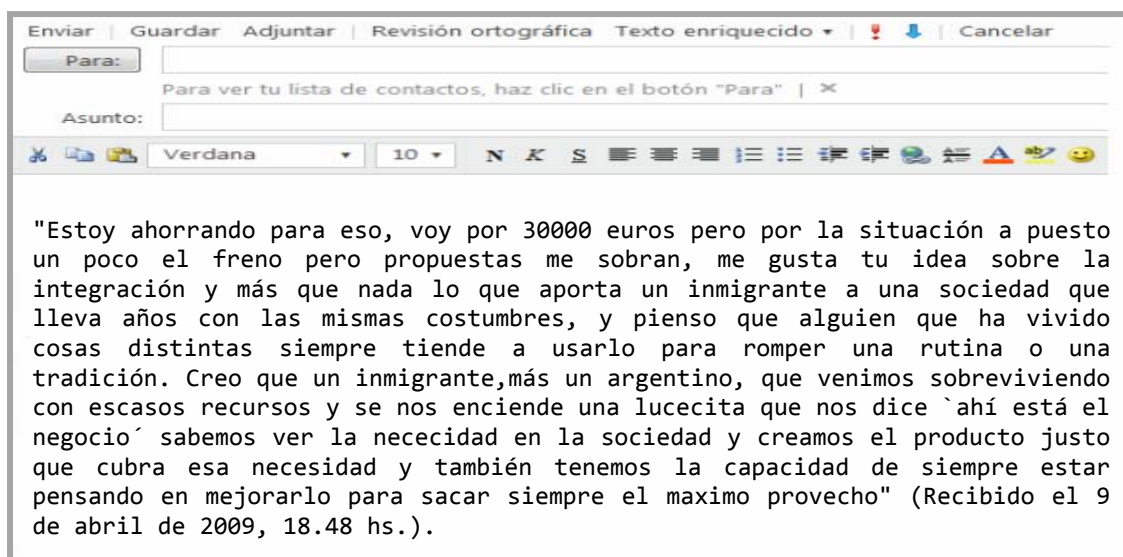 Enviar | Guardar Adjuntar | Revisión ortográfica Texto enriquecido | Cancelar
Para:
Para ver tu lista de contactos, haz clic en el botón "Para" | ×
Asunto:
Verdana 10 N K S A
"Estoy ahorrando para eso, voy por 30000 euros pero por la situación a puesto
un poco el freno pero propuestas me sobran, me gusta tu idea sobre la
integración y más que nada lo que aporta un inmigrante a una sociedad que
lleva años con las mismas costumbres, y pienso que alguien que ha vivido
cosas distintas siempre tiende a usarlo para romper una rutina o una
tradición. Creo que un inmigrante,más un argentino, que venimos sobreviviendo
con escasos recursos y se nos enciende una lucecita que nos dice `ahí está el
negocio´ sabemos ver la nececidad en la sociedad y creamos el producto justo
que cubra esa necesidad y también tenemos la capacidad de siempre estar
pensando en mejorarlo para sacar siempre el maximo provecho" (Recibido el 9
de abril de 2009, 18.48 hs.).